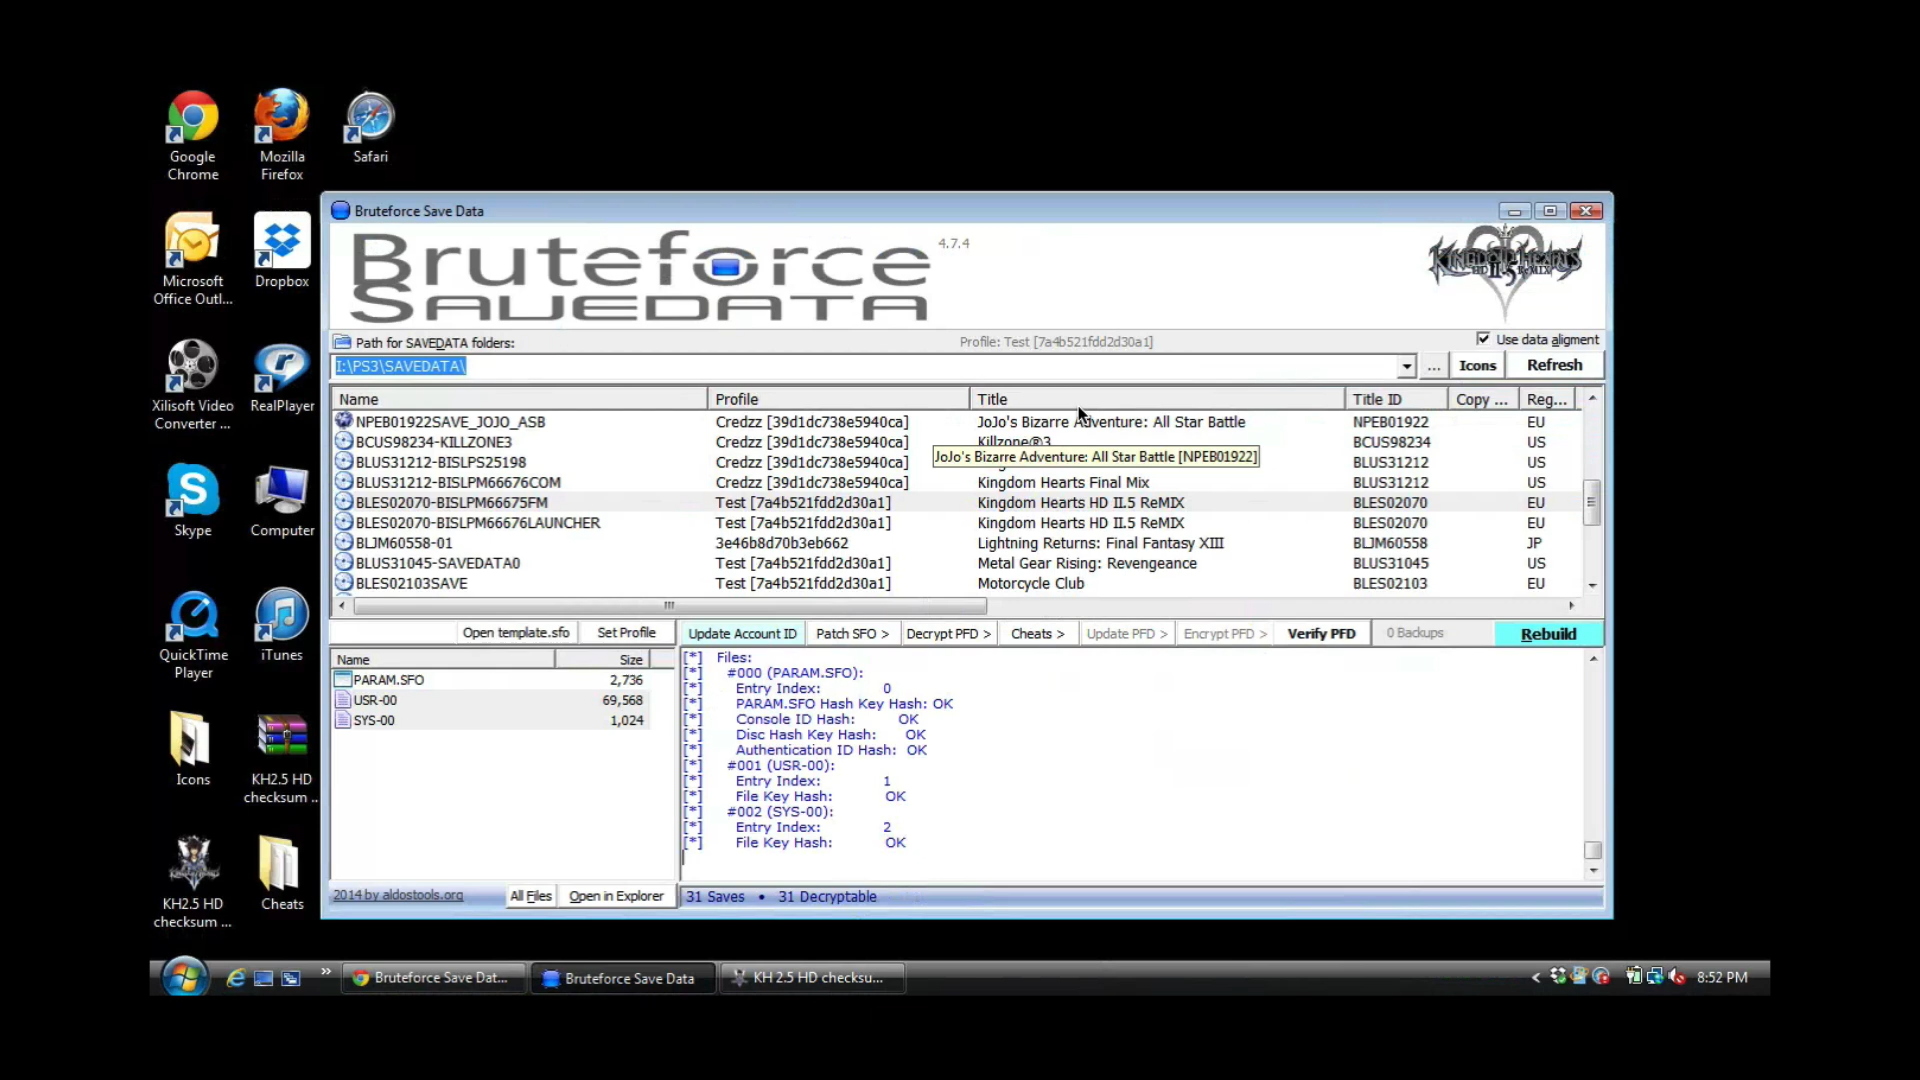 Google Chrome
Mozilla Firefox
Safari
Microsoft Office Outl...
Dropbox
Xilisoft Video Converter ...
RealPlayer
Skype
Computer
QuickTime Player
iTunes
Icons
KH2.5 HD checksum ..
KH2.5 HD checksum ...
Cheats
Bruteforce Save Data
Bruteforce SAVEDATA
4.7.4
KINGDOM HEARTS
HD II.5 ReMIX
Path for SAVEDATA folders:
Profile: Test [7a4b521fdd2d30a1]
Use data aligment
I:\PS3\SAVEDATA\
...
Icons
Refresh
Name Profile Title Title ID Copy ... Reg...
NPEB01922SAVE_JOJO_ASB Credzz [39d1dc738e5940ca] JoJo's Bizarre Adventure: All Star Battle NPEB01922 EU
BCUS98234-KILLZONE3 Credzz [39d1dc738e5940ca] Killzone®3 BCUS98234 US
JoJo's Bizarre Adventure: All Star Battle [NPEB01922]
BLUS31212-BISLPS25198 Credzz [39d1dc738e5940ca] BLUS31212 US
BLUS31212-BISLPM66676COM Credzz [39d1dc738e5940ca] Kingdom Hearts Final Mix BLUS31212 US
BLES02070-BISLPM66675FM Test [7a4b521fdd2d30a1] Kingdom Hearts HD II.5 ReMIX BLES02070 EU
BLES02070-BISLPM66676LAUNCHER Test [7a4b521fdd2d30a1] Kingdom Hearts HD II.5 ReMIX BLES02070 EU
BLJM60558-01 3e46b8d70b3eb662 Lightning Returns: Final Fantasy XIII BLJM60558 JP
BLUS31045-SAVEDATA0 Test [7a4b521fdd2d30a1] Metal Gear Rising: Revengeance BLUS31045 US
BLES02103SAVE Test [7a4b521fdd2d30a1] Motorcycle Club BLES02103 EU
Open template.sfo Set Profile Update Account ID Patch SFO > Decrypt PFD > Cheats > Update PFD > Encrypt PFD > Verify PFD 0 Backups Rebuild
Name Size
PARAM.SFO 2,736
USR-00 69,568
SYS-00 1,024
[*] Files:
[*] #000 (PARAM.SFO):
[*] Entry Index: 0
[*] PARAM.SFO Hash Key Hash: OK
[*] Console ID Hash: OK
[*] Disc Hash Key Hash: OK
[*] Authentication ID Hash: OK
[*] #001 (USR-00):
[*] Entry Index: 1
[*] File Key Hash: OK
[*] #002 (SYS-00):
[*] Entry Index: 2
[*] File Key Hash: OK
2014 by aldostools.org
All Files
Open in Explorer
31 Saves • 31 Decryptable
Bruteforce Save Dat...
Bruteforce Save Data
KH 2.5 HD checksu...
8:52 PM